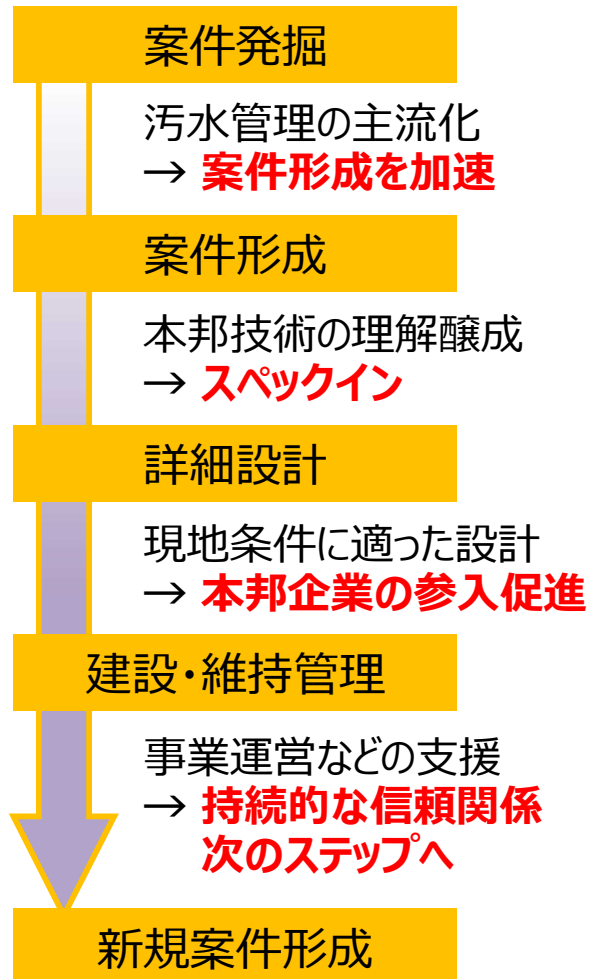 案件発掘
汚水管理の主流化
→ 案件形成を加速
案件形成
本邦技術の理解醸成
→ スペックイン
詳細設計
現地条件に適った設計
→ 本邦企業の参入促進
建設・維持管理
事業運営などの支援
→ 持続的な信頼関係
次のステップへ
新規案件形成